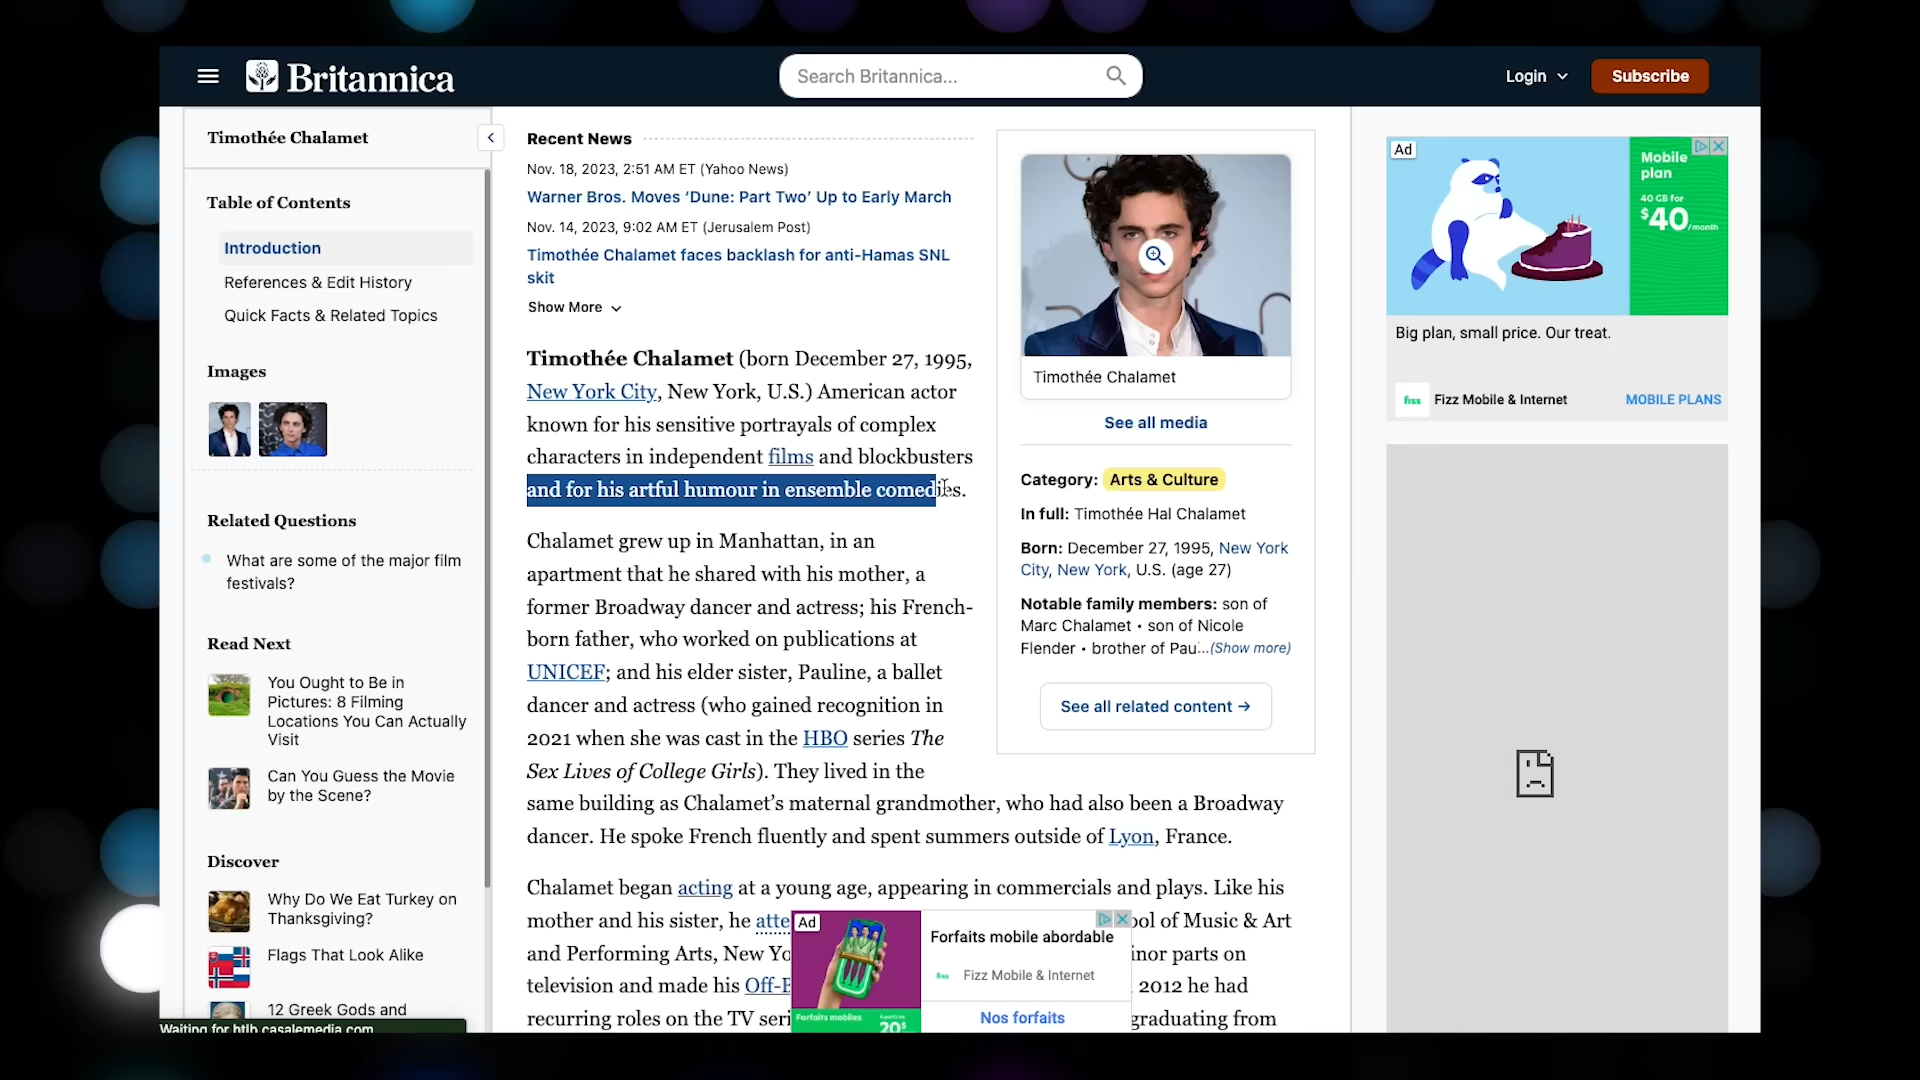 Britannica
Search Britannica...
Login
Subscribe
Timothée Chalamet
Table of Contents
Introduction
References & Edit History
Quick Facts & Related Topics
Images
Related Questions
What are some of the major film
festivals?
Read Next
You Ought to Be in
Pictures: 8 Filming
Locations You Can Actually
Visit
Can You Guess the Movie
by the Scene?
Discover
Why Do We Eat Turkey on
Thanksgiving?
Flags That Look Alike
12 Greek Gods and
Waiting for htlb.casalemedia.com
Recent News
Nov. 18, 2023, 2:51 AM ET (Yahoo News)
Warner Bros. Moves ‘Dune: Part Two’ Up to Early March
Nov. 14, 2023, 9:02 AM ET (Jerusalem Post)
Timothée Chalamet faces backlash for anti-Hamas SNL
skit
Show More
Timothée Chalamet (born December 27, 1995,
New York City, New York, U.S.) American actor
known for his sensitive portrayals of complex
characters in independent films and blockbusters
and for his artful humour in ensemble comedies.
Chalamet grew up in Manhattan, in an
apartment that he shared with his mother, a
former Broadway dancer and actress; his French-
born father, who worked on publications at
UNICEF; and his elder sister, Pauline, a ballet
dancer and actress (who gained recognition in
2021 when she was cast in the HBO series The
Sex Lives of College Girls). They lived in the
same building as Chalamet’s maternal grandmother, who had also been a Broadway
dancer. He spoke French fluently and spent summers outside of Lyon, France.
Chalamet began acting at a young age, appearing in commercials and plays. Like his
mother and his sister, he atte ool of Music & Art
and Performing Arts, New Yo inor parts on
television and made his Off-B 2012 he had
recurring roles on the TV seri graduating from
Ad
Forfaits mobile abordable
fizz Fizz Mobile & Internet
Forfaits mobiles
20$
Nos forfaits
Timothée Chalamet
See all media
Category: Arts & Culture
In full: Timothée Hal Chalamet
Born: December 27, 1995, New York
City, New York, U.S. (age 27)
Notable family members: son of
Marc Chalamet • son of Nicole
Flender • brother of Pau...(Show more)
See all related content →
Ad
Mobile
plan
40 GB for
$40/month
Big plan, small price. Our treat.
fizz Fizz Mobile & Internet
MOBILE PLANS